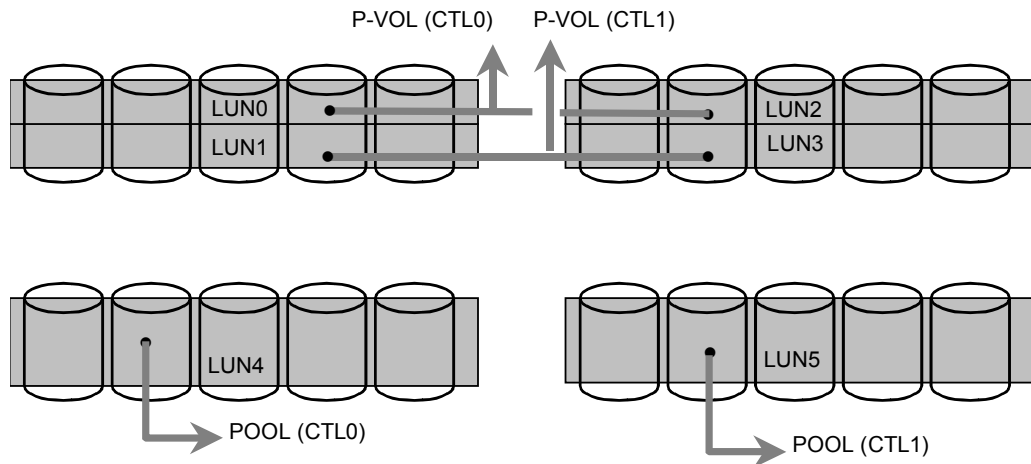 P-VOL (CTL0)
P-VOL (CTL1)
LUN0
LUN2
LUN1
LUN3
LUN4
LUN5
POOL (CTL0)
POOL (CTL1)